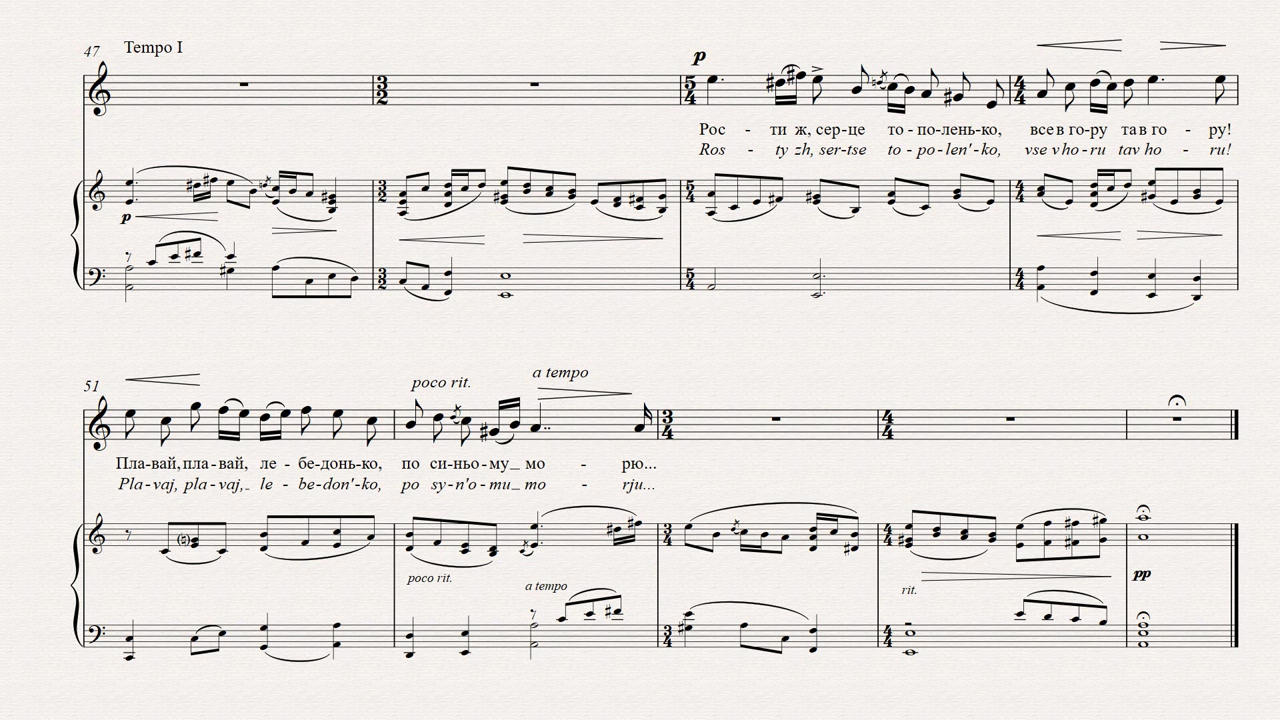 47 Tempo I
p
Рос - ти ж, сер-це то - по-лень-ко, все в го-ру та в го - ру!
Ros - ty zh, ser-tse to - po-len'-ko, vse v ho-ru tav ho - ru!
p
51 poco rit. a tempo
Пла-вай, пла-вай, ле - бе-донь-ко, по синьо-му_ мо - рю...
Pla-vaj, pla-vaj,_ le - be-don'-ko, po sy-n'o-mu_ mo - rju...
poco rit. a tempo rit. pp